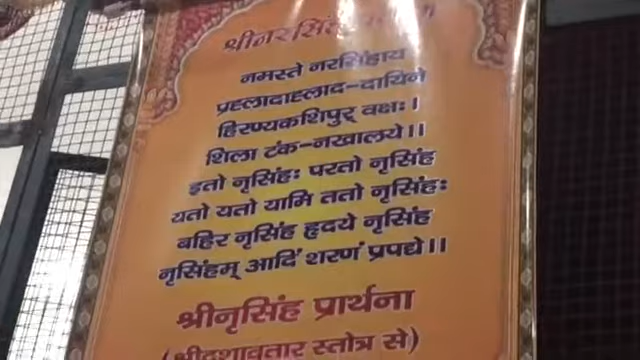 श्रीनरसिंह
नमस्ते नरसिंहाय
प्रह्लादाह्लाद-दायिने
हिरण्यकशिपुर् वक्षः।
शिला टंक-नखालये।।
इतो नृसिंहः परतो नृसिंह
यतो यतो यामि ततो नृसिंहः
बहिर नृसिंह हृदये नृसिंह
नृसिंहम् आदिं शरणं प्रपद्ये।।
श्रीनृसिंह प्रार्थना
(श्रीदशावतार स्तोत्र से)